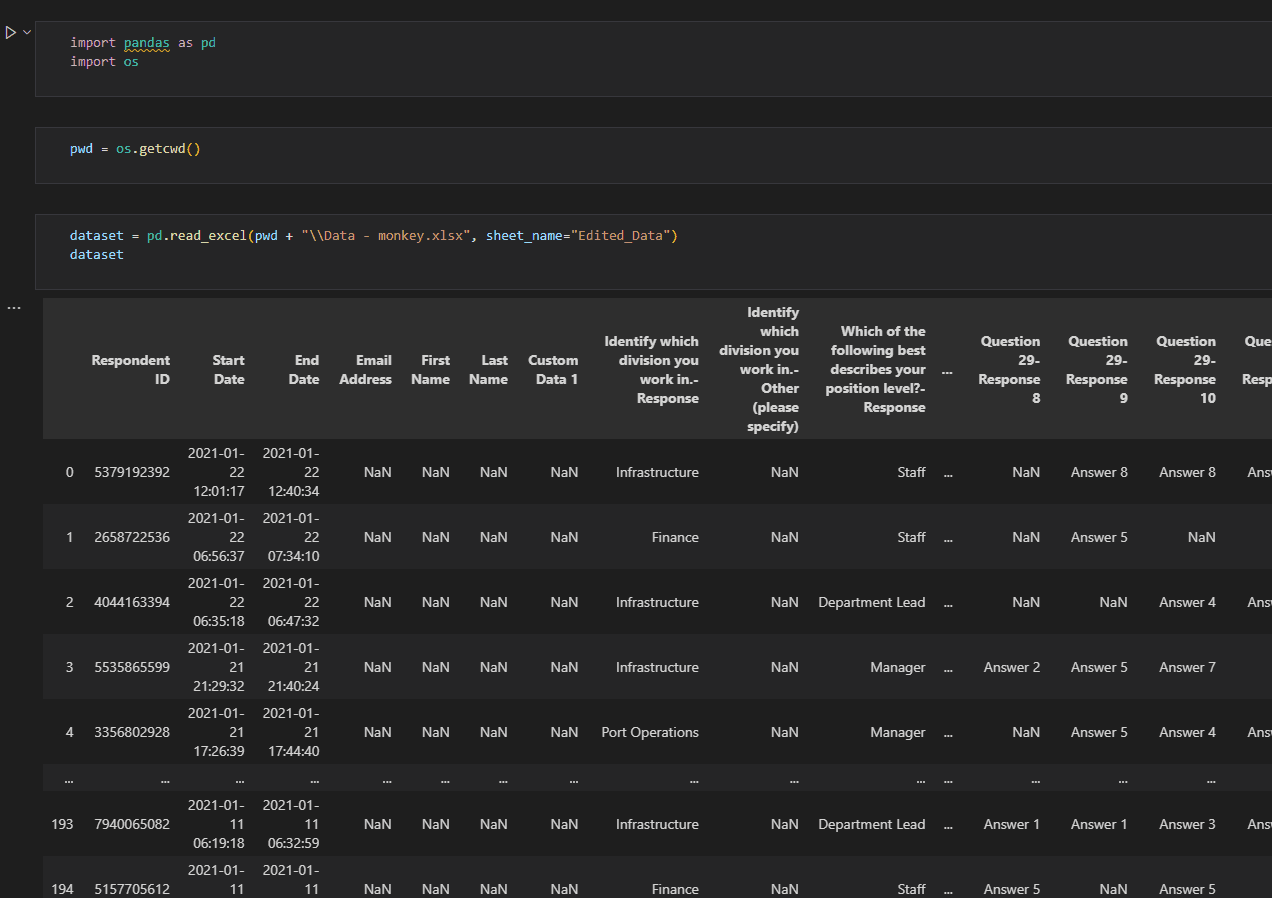 import pandas as pd
import os
pwd = os.getcwd()
dataset = pd.read_excel(pwd + "\\Data - monkey.xlsx", sheet_name="Edited_Data")
dataset
...
Respondent ID Start Date End Date Email Address First Name Last Name Custom Data 1 Identify which division you work in.-Response Identify which division you work in.-Other (please specify) Which of the following best describes your position level?-Response ... Question 29-Response 8 Question 29-Response 9 Question 29-Response 10
0 5379192392 2021-01-22 12:01:17 2021-01-22 12:40:34 NaN NaN NaN NaN Infrastructure NaN Staff ... NaN Answer 8 Answer 8
1 2658722536 2021-01-22 06:56:37 2021-01-22 07:34:10 NaN NaN NaN NaN Finance NaN Staff ... NaN Answer 5 NaN
2 4044163394 2021-01-22 06:35:18 2021-01-22 06:47:32 NaN NaN NaN NaN Infrastructure NaN Department Lead ... NaN NaN Answer 4
3 5535865599 2021-01-21 21:29:32 2021-01-21 21:40:24 NaN NaN NaN NaN Infrastructure NaN Manager ... Answer 2 Answer 5 Answer 7
4 3356802928 2021-01-21 17:26:39 2021-01-21 17:44:40 NaN NaN NaN NaN Port Operations NaN Manager ... NaN Answer 5 Answer 4
... ... ... ... ... ... ... ... ... ... ... ... ... ... ...
193 7940065082 2021-01-11 06:19:18 2021-01-11 06:32:59 NaN NaN NaN NaN Infrastructure NaN Department Lead ... Answer 1 Answer 1 Answer 3
194 5157705612 2021-01-11 2021-01-11 NaN NaN NaN NaN Finance NaN Staff ... Answer 5 NaN Answer 5